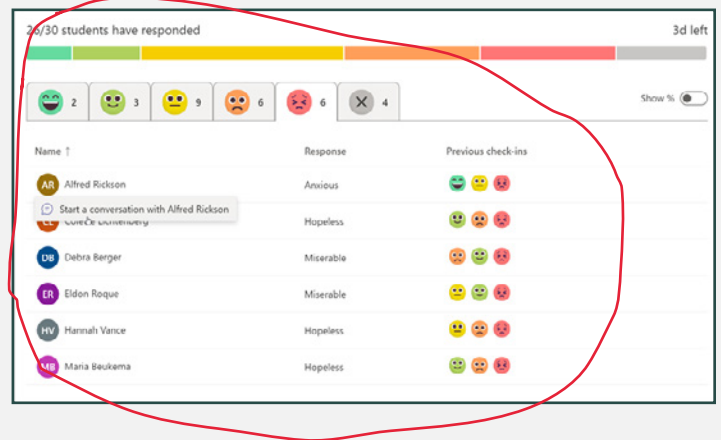 26/30 students have responded 3d left
2 3 9 6 6 4 Show %
Name ↑ Response Previous check-ins
AR Alfred Rickson Anxious
Start a conversation with Alfred Rickson
Lichtenberg Hopeless
DB Debra Berger Miserable
ER Eldon Roque Miserable
HV Hannah Vance Hopeless
MB Maria Beukema Hopeless